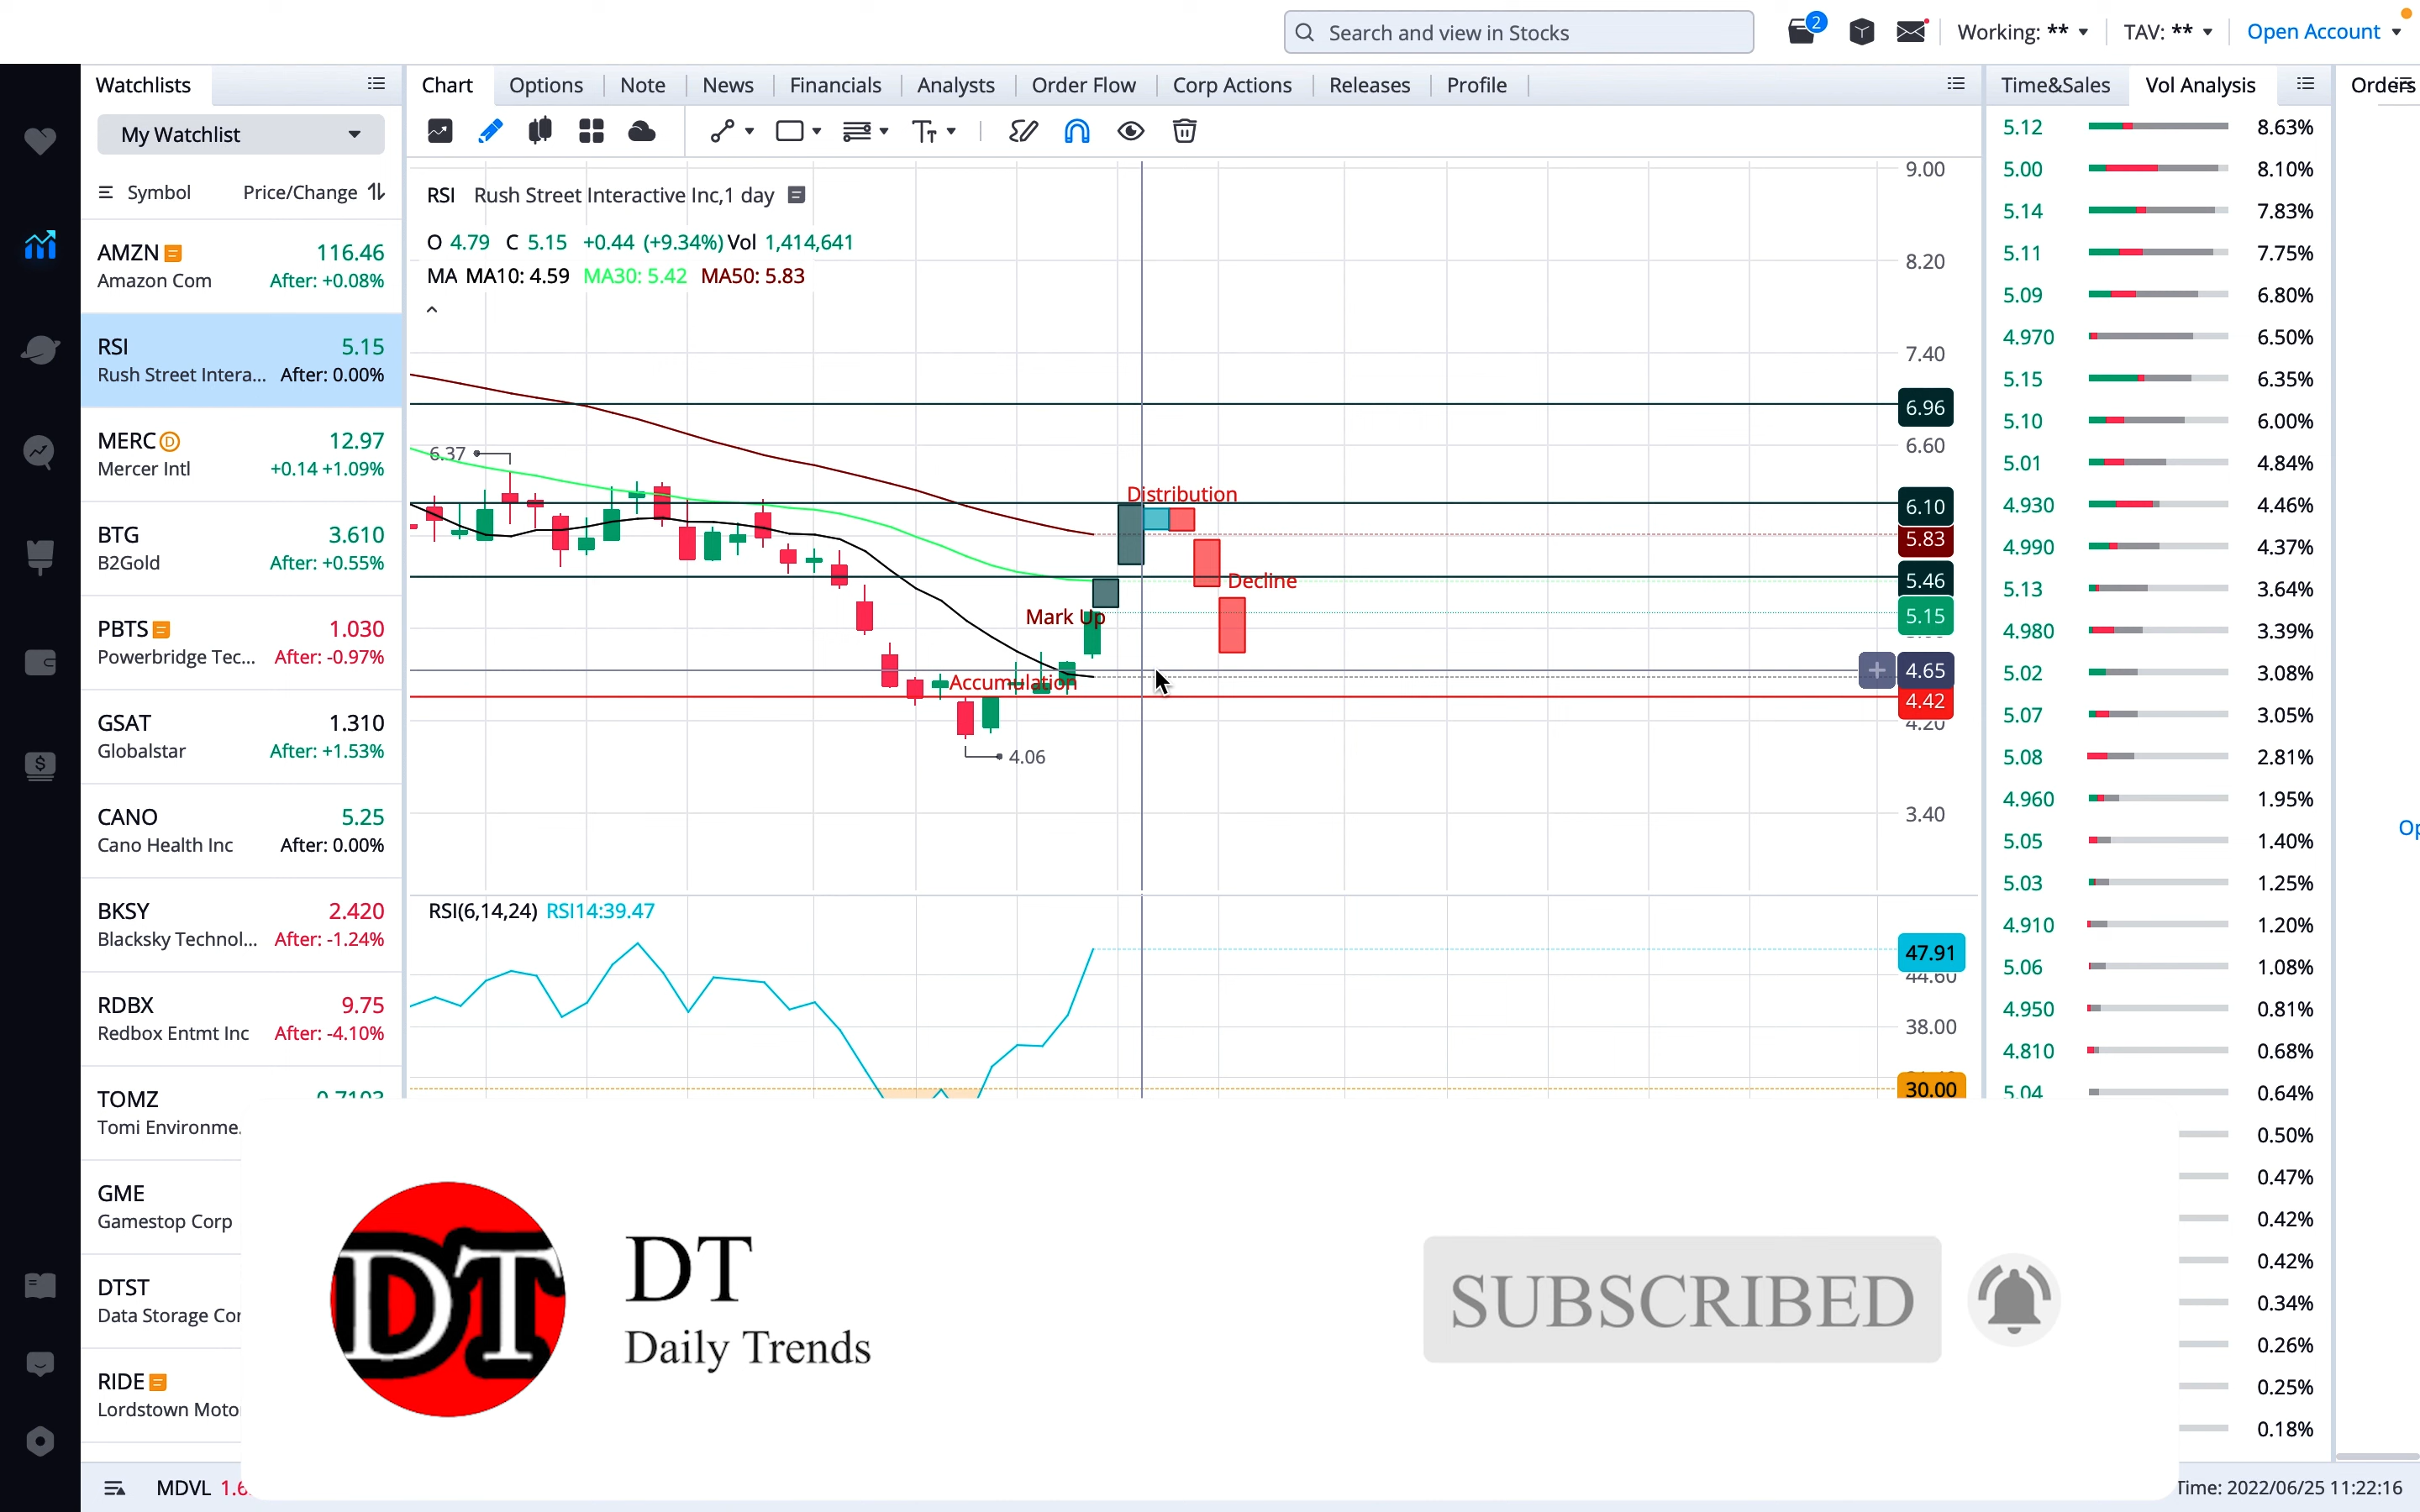 Search and view in Stocks
2
Working: **
TAV: **
Open Account
Watchlists
My Watchlist
Symbol Price/Change
AMZN 116.46
Amazon Com After: +0.08%
RSI 5.15
Rush Street Intera... After: 0.00%
MERC D 12.97
Mercer Intl +0.14 +1.09%
BTG 3.610
B2Gold After: +0.55%
PBTS 1.030
Powerbridge Tec... After: -0.97%
GSAT 1.310
Globalstar After: +1.53%
CANO 5.25
Cano Health Inc After: 0.00%
BKSY 2.420
Blacksky Technol... After: -1.24%
RDBX 9.75
Redbox Entmt Inc After: -4.10%
TOMZ
Tomi Environme.
GME
Gamestop Corp
DTST
Data Storage Cor
RIDE
Lordstown Moto
MDVL 1.6
Chart Options Note News Financials Analysts Order Flow Corp Actions Releases Profile
RSI Rush Street Interactive Inc,1 day
O 4.79 C 5.15 +0.44 (+9.34%) Vol 1,414,641
MA MA10: 4.59 MA30: 5.42 MA50: 5.83
9.00
8.20
7.40
6.96
6.60
6.37
Distribution
6.10
5.83
Decline
5.46
Mark Up
5.15
4.65
Accumulation
4.42
4.20
4.06
3.40
RSI(6,14,24) RSI14:39.47
47.91
44.60
38.00
30.00
Time&Sales Vol Analysis Orders
5.12 8.63%
5.00 8.10%
5.14 7.83%
5.11 7.75%
5.09 6.80%
4.970 6.50%
5.15 6.35%
5.10 6.00%
5.01 4.84%
4.930 4.46%
4.990 4.37%
5.13 3.64%
4.980 3.39%
5.02 3.08%
5.07 3.05%
5.08 2.81%
4.960 1.95%
5.05 1.40%
5.03 1.25%
4.910 1.20%
5.06 1.08%
4.950 0.81%
4.810 0.68%
5.04 0.64%
0.50%
0.47%
0.42%
0.42%
0.34%
0.26%
0.25%
0.18%
Op
DT
DT
Daily Trends
SUBSCRIBED
Time: 2022/06/25 11:22:16